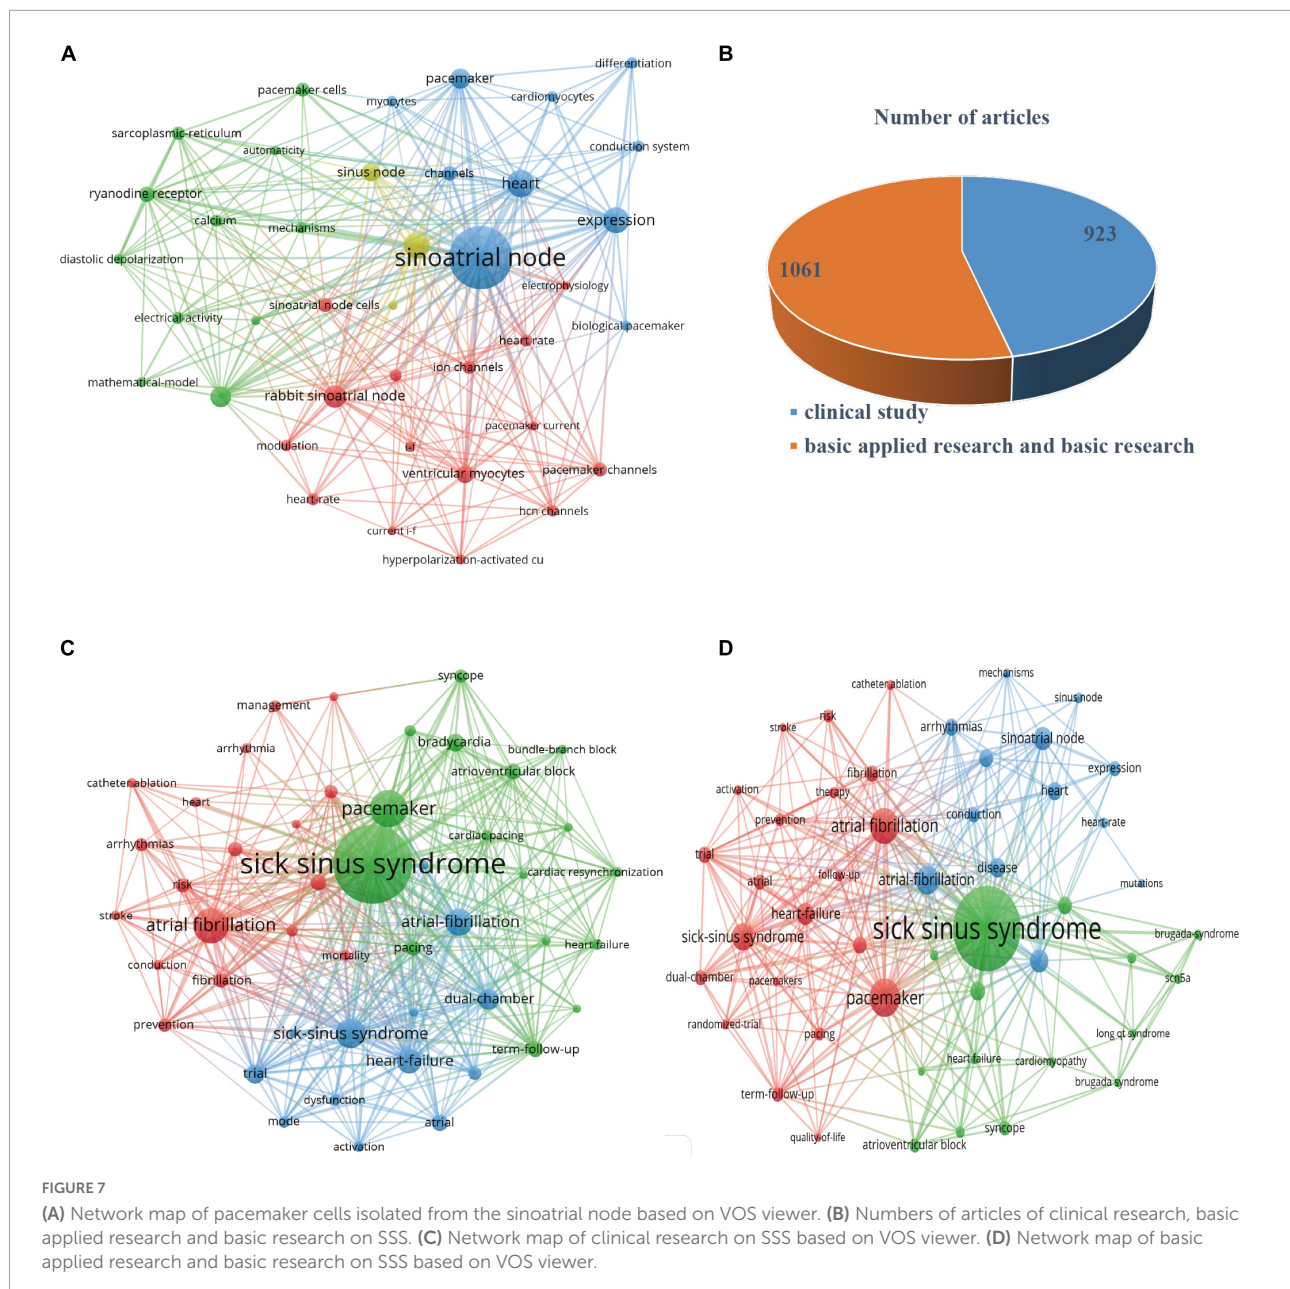 A
differentiation
pacemaker
pacemaker cells
myocytes
cardiomyocytes
sarcoplasmic-reticulum
automaticity
conduction system
sinus node
channels
heart
ryanodine receptor
calcium
mechanisms
expression
diastolic depolarization
sinoatrial node
electrophysiology
sinoatrial node cells
electrical-activity
biological pacemaker
heart rate
ion channels
mathematical-model
rabbit sinoatrial node
pacemaker current
modulation
i-f
ventricular myocytes
pacemaker channels
heart-rate
hcn channels
current i-f
hyperpolarization-activated cu
B
Number of articles
923
1061
clinical study
basic applied research and basic research
C
syncope
management
bradycardia
arrhythmia
bundle-branch block
atrioventricular block
catheter ablation
heart
pacemaker
cardiac pacing
arrhythmias
sick sinus syndrome
cardiac resynchronization
risk
stroke
atrial fibrillation
atrial-fibrillation
pacing
heart failure
mortality
conduction
fibrillation
dual-chamber
prevention
sick-sinus syndrome
term-follow-up
heart-failure
trial
dysfunction
mode
atrial
activation
D
mechanisms
catheter ablation
sinus node
risk
stroke
arrhythmias
sinoatrial node
fibrillation
expression
activation
therapy
heart
prevention
atrial fibrillation
conduction
heart-rate
trial
disease
follow-up
atrial
atrial-fibrillation
mutations
heart-failure
sick sinus syndrome
sick-sinus syndrome
brugada-syndrome
dual-chamber
pacemakers
scn5a
pacemaker
randomized-trial
pacing
long qt syndrome
heart failure
cardiomyopathy
brugada syndrome
term-follow-up
syncope
quality-of-life
atrioventricular block
FIGURE 7
(A) Network map of pacemaker cells isolated from the sinoatrial node based on VOS viewer. (B) Numbers of articles of clinical research, basic
applied research and basic research on SSS. (C) Network map of clinical research on SSS based on VOS viewer. (D) Network map of basic
applied research and basic research on SSS based on VOS viewer.